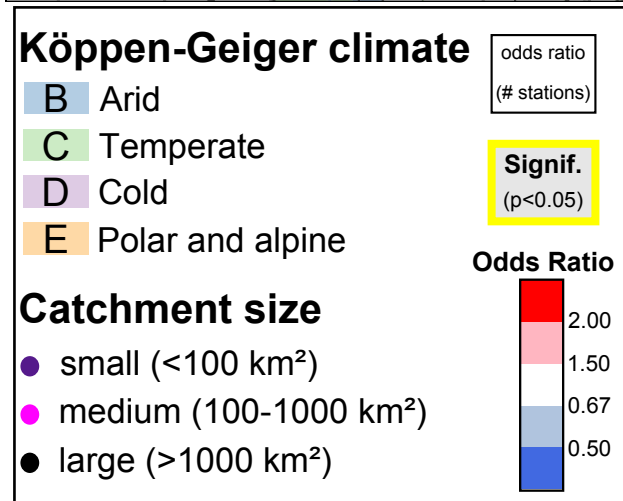 Köppen-Geiger climate
B Arid
C Temperate
D Cold
E Polar and alpine
Catchment size
small (<100 km²)
medium (100-1000 km²)
large (>1000 km²)
odds ratio
(# stations)
Signif.
(p<0.05)
Odds Ratio
2.00
1.50
0.67
0.50